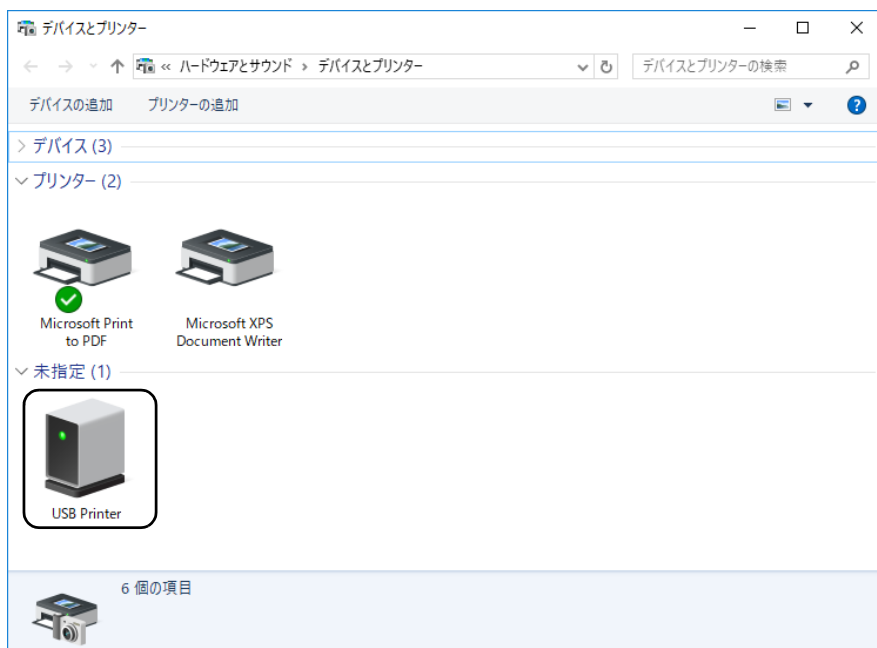 デバイスとプリンター
« ハードウェアとサウンド › デバイスとプリンター
デバイスとプリンターの検索
デバイスの追加 プリンターの追加
デバイス (3)
プリンター (2)
Microsoft Print
to PDF
Microsoft XPS
Document Writer
未指定 (1)
USB Printer
6 個の項目